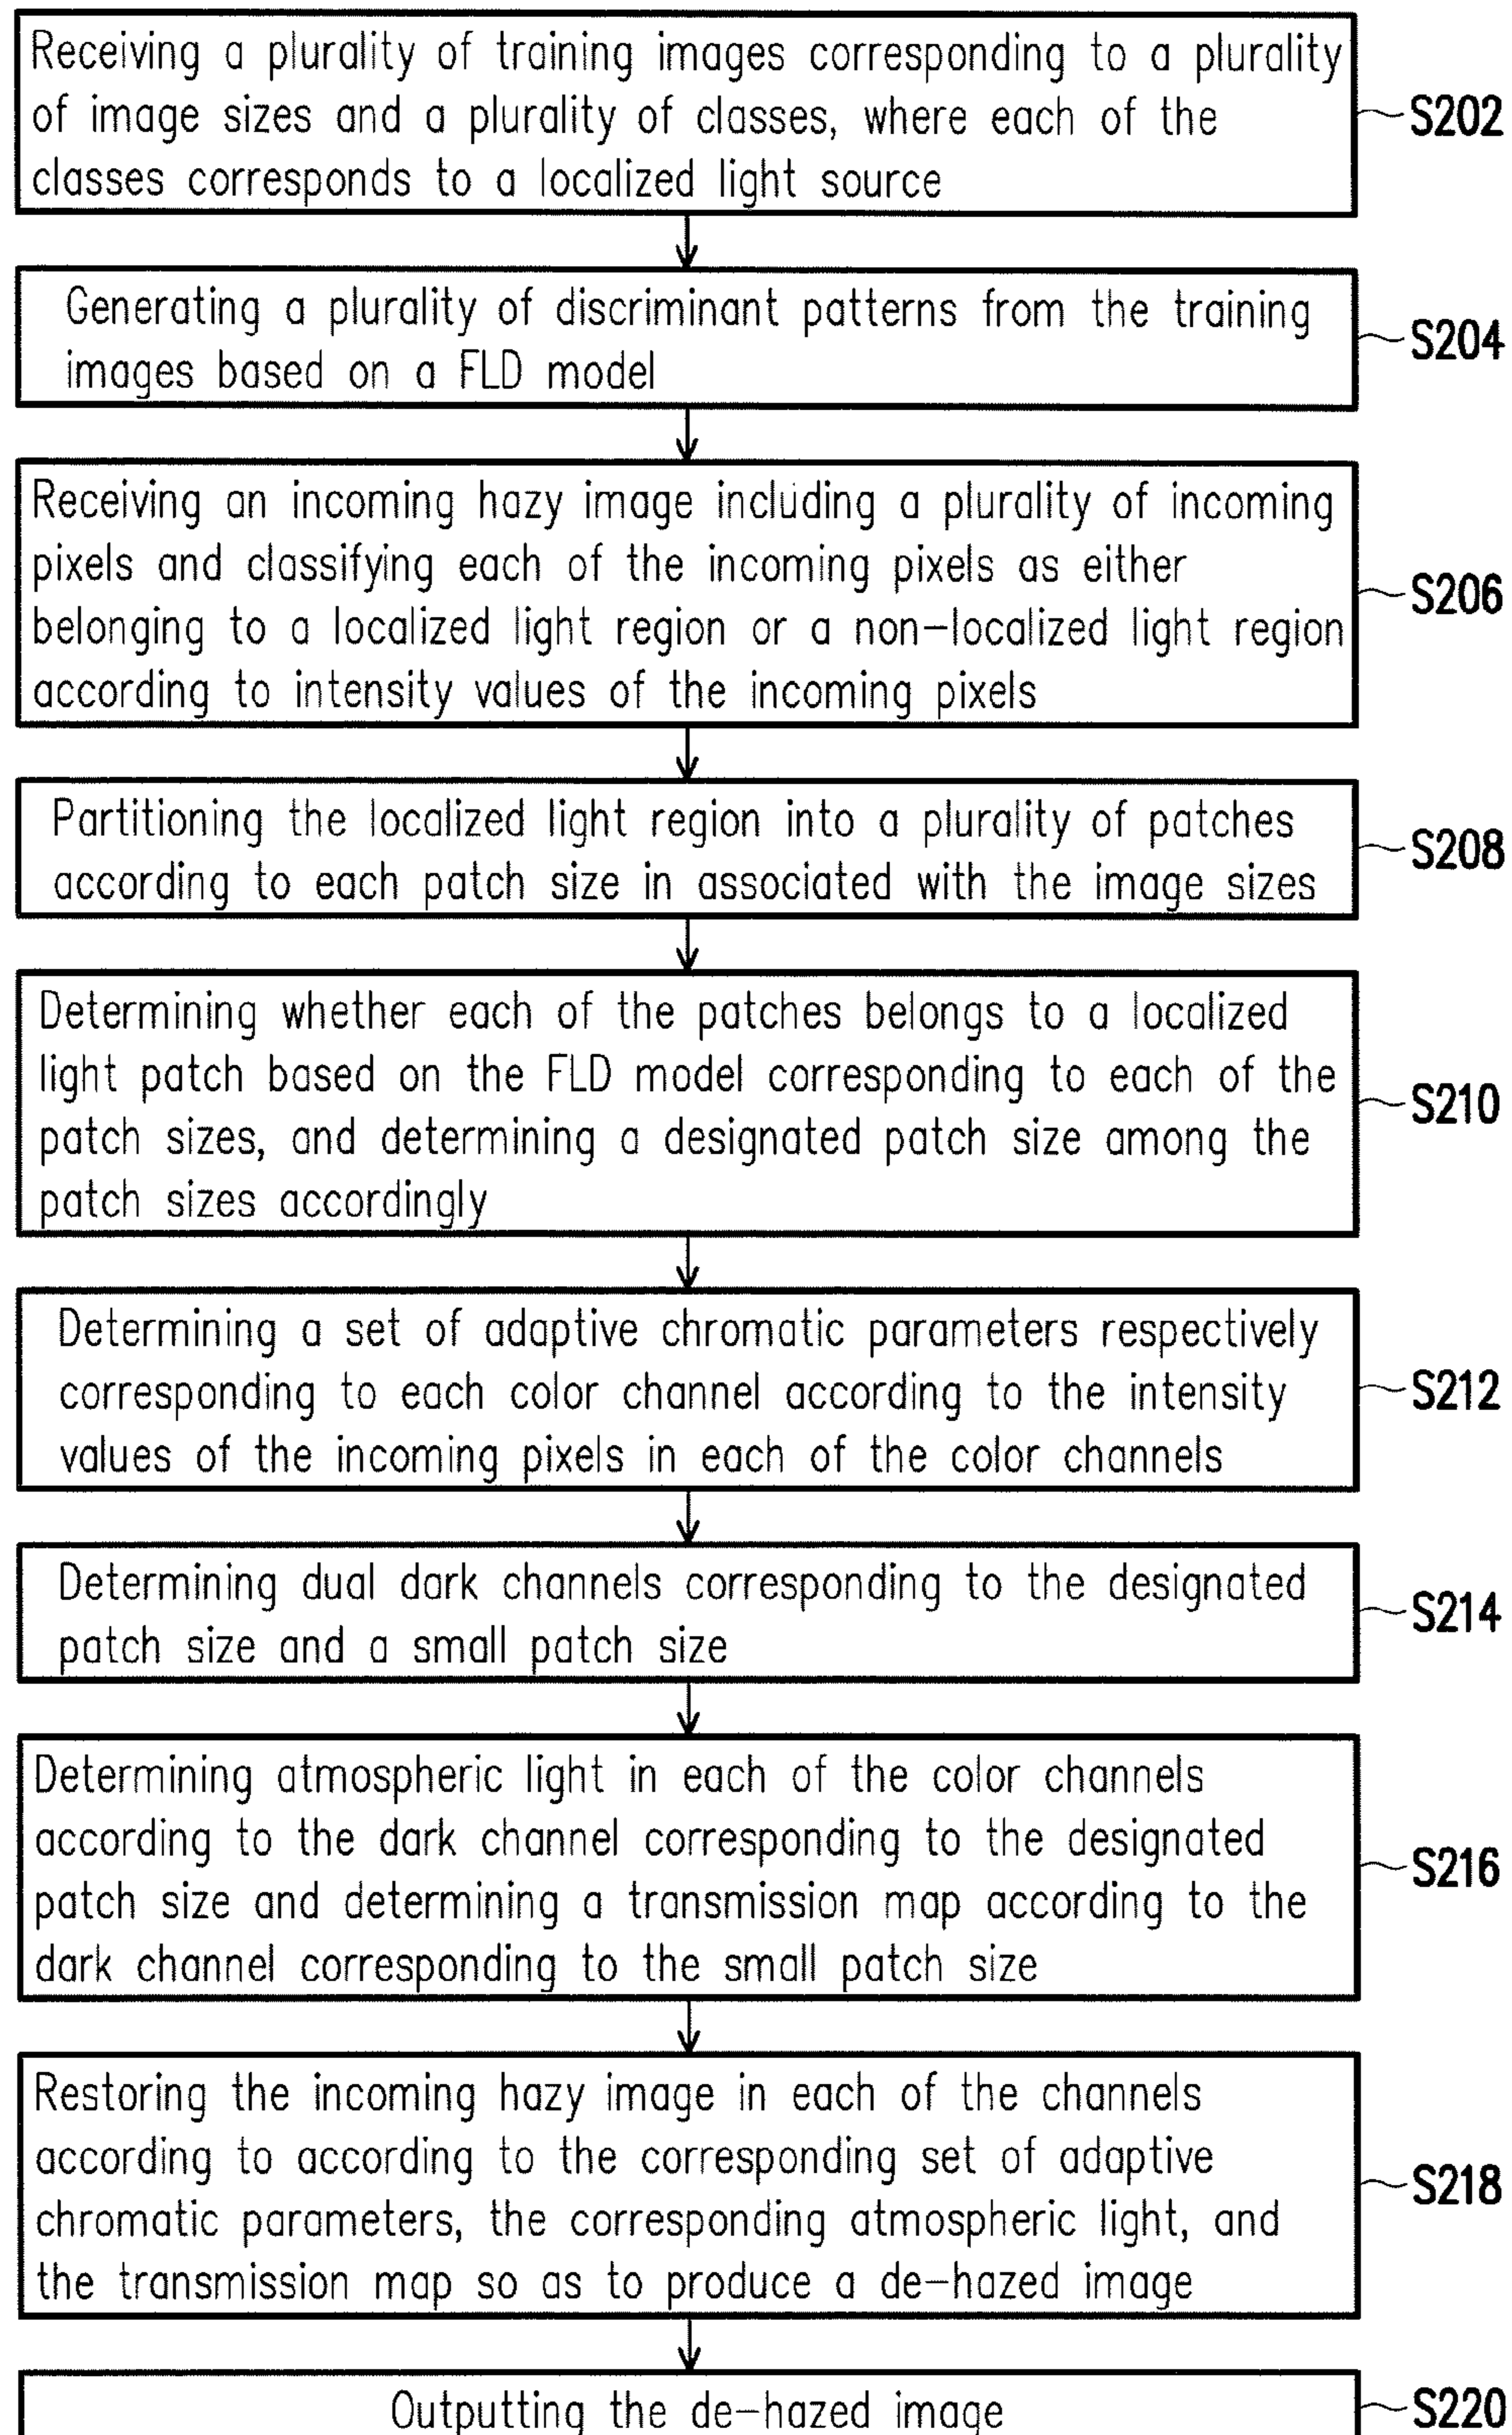 Receiving a plurality of training images corresponding to a plurality
of image sizes and a plurality of classes, where each of the
classes corresponds to a localized light source
S202
Generating a plurality of discriminant patterns from the training
images based on a FLD model
S204
Receiving an incoming hazy image including a plurality of incoming
pixels and classifying each of the incoming pixels as either
belonging to a localized light region or a non-localized light region
according to intensity values of the incoming pixels
S206
Partitioning the localized light region into a plurality of patches
according to each patch size in associated with the image sizes
S208
Determining whether each of the patches belongs to a localized
light patch based on the FLD model corresponding to each of the
patch sizes, and determining a designated patch size among the
patch sizes accordingly
S210
Determining a set of adaptive chromatic parameters respectively
corresponding to each color channel according to the intensity
values of the incoming pixels in each of the color channels
S212
Determining dual dark channels corresponding to the designated
patch size and a small patch size
S214
Determining atmospheric light in each of the color channels
according to the dark channel corresponding to the designated
patch size and determining a transmission map according to the
dark channel corresponding to the small patch size
S216
Restoring the incoming hazy image in each of the channels
according to according to the corresponding set of adaptive
chromatic parameters, the corresponding atmospheric light, and
the transmission map so as to produce a de-hazed image
S218
Outputting the de-hazed image
S220